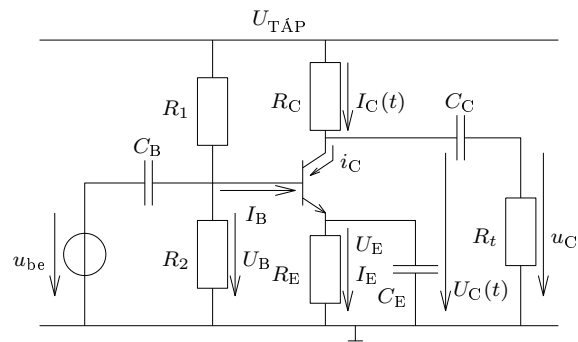 U_TÁP
R_1
R_C
I_C(t)
C_C
C_B
i_C
I_B
u_be
R_2
U_B
U_E
R_E
I_E
C_E
U_C(t)
R_t
u_C